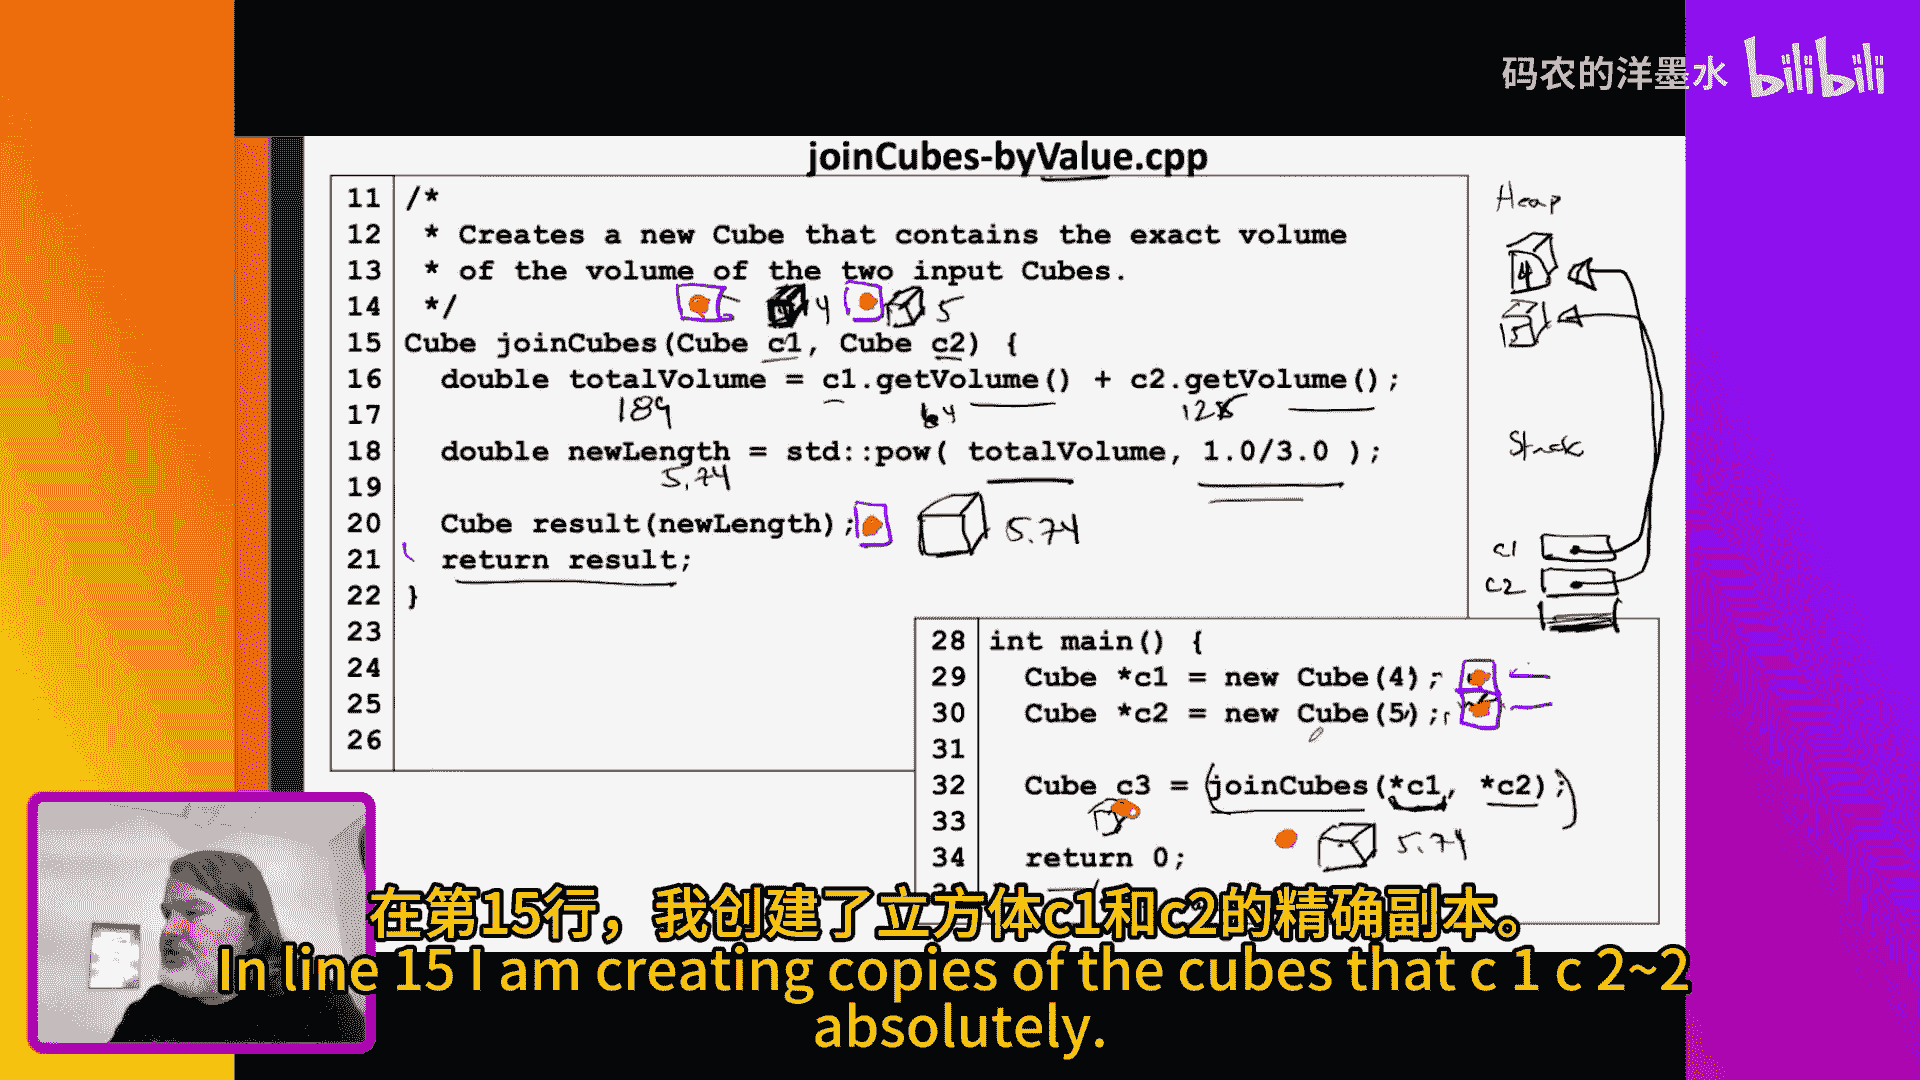 码农的洋墨水 bilibili
joinCubes-byValue.cpp
11 /*
12  * Creates a new Cube that contains the exact volume
13  * of the volume of the two input Cubes.
14  */
4 5
15 Cube joinCubes(Cube c1, Cube c2) {
16   double totalVolume = c1.getVolume() + c2.getVolume();
17
189 64 125
18   double newLength = std::pow( totalVolume, 1.0/3.0 );
5.74
19
20   Cube result(newLength);
5.74
21   return result;
22 }
23
24
25
26
Heap
4
5
Stack
c1
c2
28 int main() {
29   Cube *c1 = new Cube(4);
30   Cube *c2 = new Cube(5);
31
32   Cube c3 = joinCubes(*c1, *c2);
33
34   return 0;
5.74
在第15行，我创建了立方体c1和c2的精确副本。
In line 15 I am creating copies of the cubes that c 1 c 2~2
absolutely.